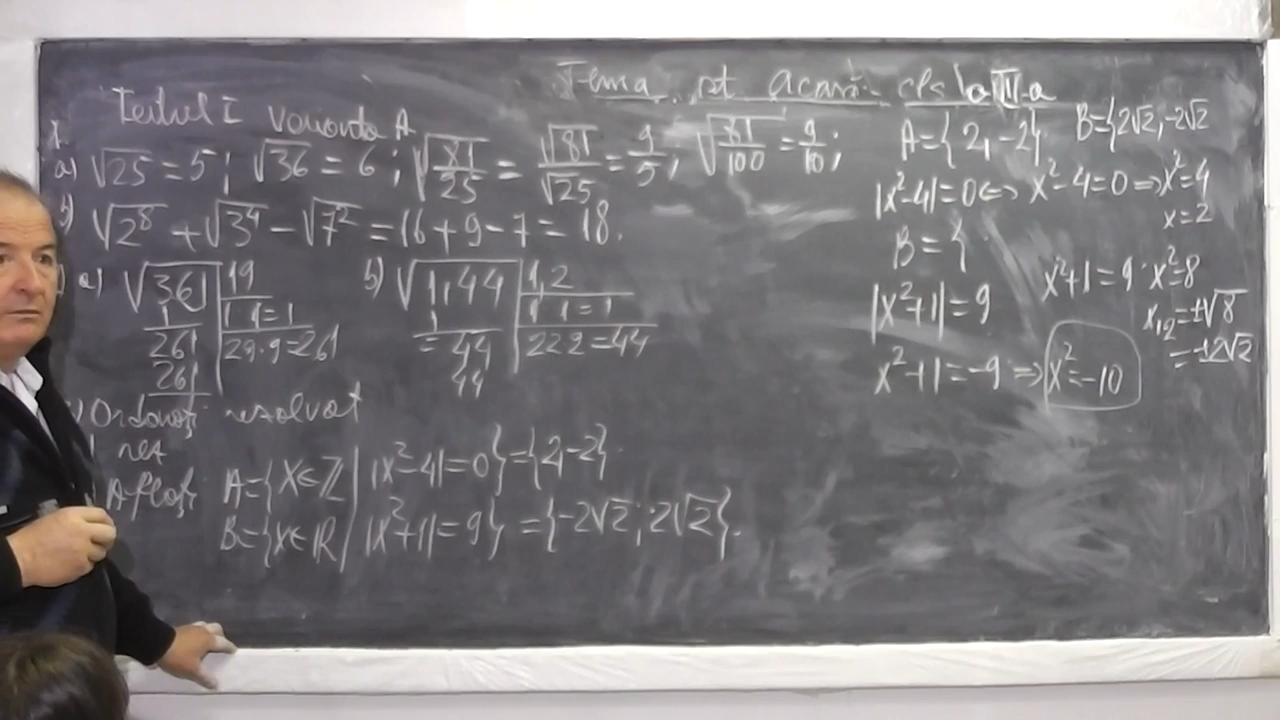 Tema pt acasă cls a VII-a
Testul I varianta A
1.
a) √25 = 5; √36 = 6; √(81/25) = √81/√25 = 9/5; √(81/100) = 9/10;
b) √2⁸ + √3⁴ - √7² = 16 + 9 - 7 = 18.
a) √361 | 19
1 | 1·1=1
261 | 29·9=261
261
b) √1,44 | 1,2
1 | 1·1=1
= 44 | 22·2=44
44
Ordonați rezolvat
rez
Aflați A={x∈ℤ | |x²-4|=0}={2,-2}
B={x∈ℝ | |x²+1|=9} = {-2√2; 2√2}.
A={2,-2} B={2√2,-2√2}
|x²-4|=0 ⇔ x²-4=0 ⇒ x²=4
x=2
B={
|x²+1|=9 x²+1=9 x²=8
x₁,₂=±√8
=±2√2
x²+1=-9 ⇒ x²=-10